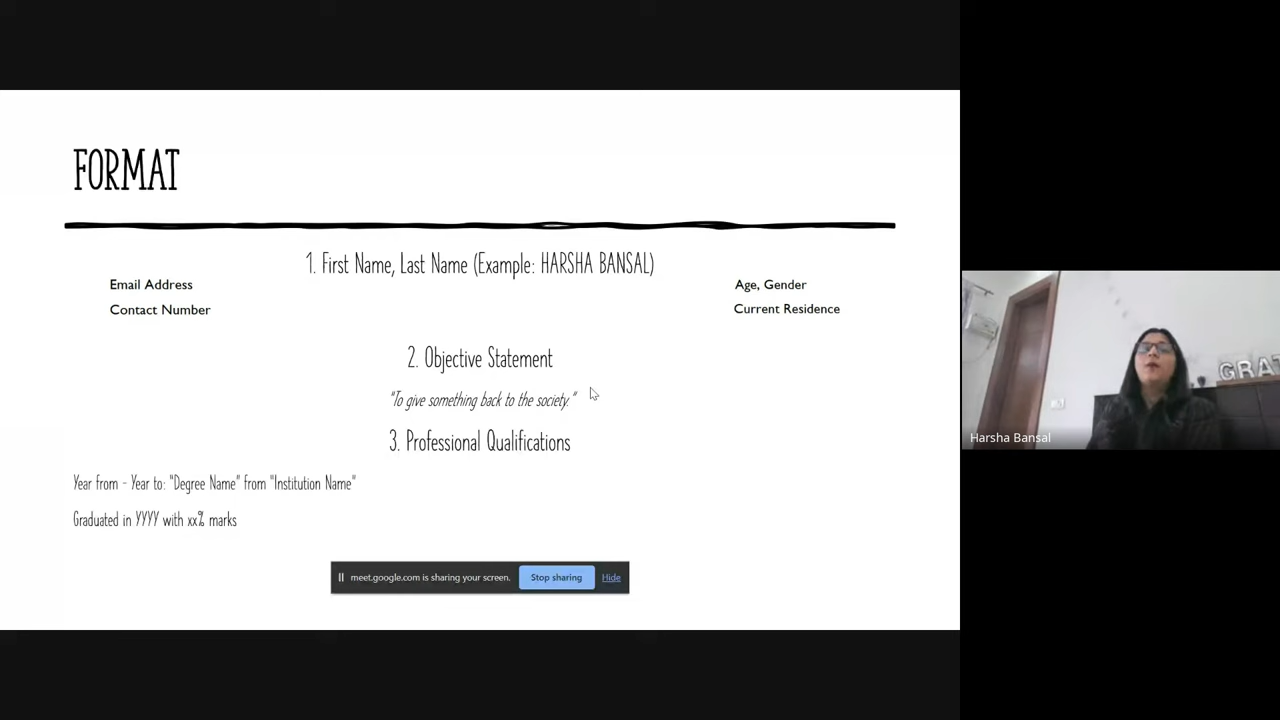 FORMAT
1. First Name, Last Name (Example: HARSHA BANSAL)
Email Address
Age, Gender
Contact Number
Current Residence
2. Objective Statement
"To give something back to the society."
3. Professional Qualifications
Year from - Year to: "Degree Name" from "Institution Name"
Graduated in YYYY with xx% marks
meet.google.com is sharing your screen.
Stop sharing
Hide
GRAT
Harsha Bansal